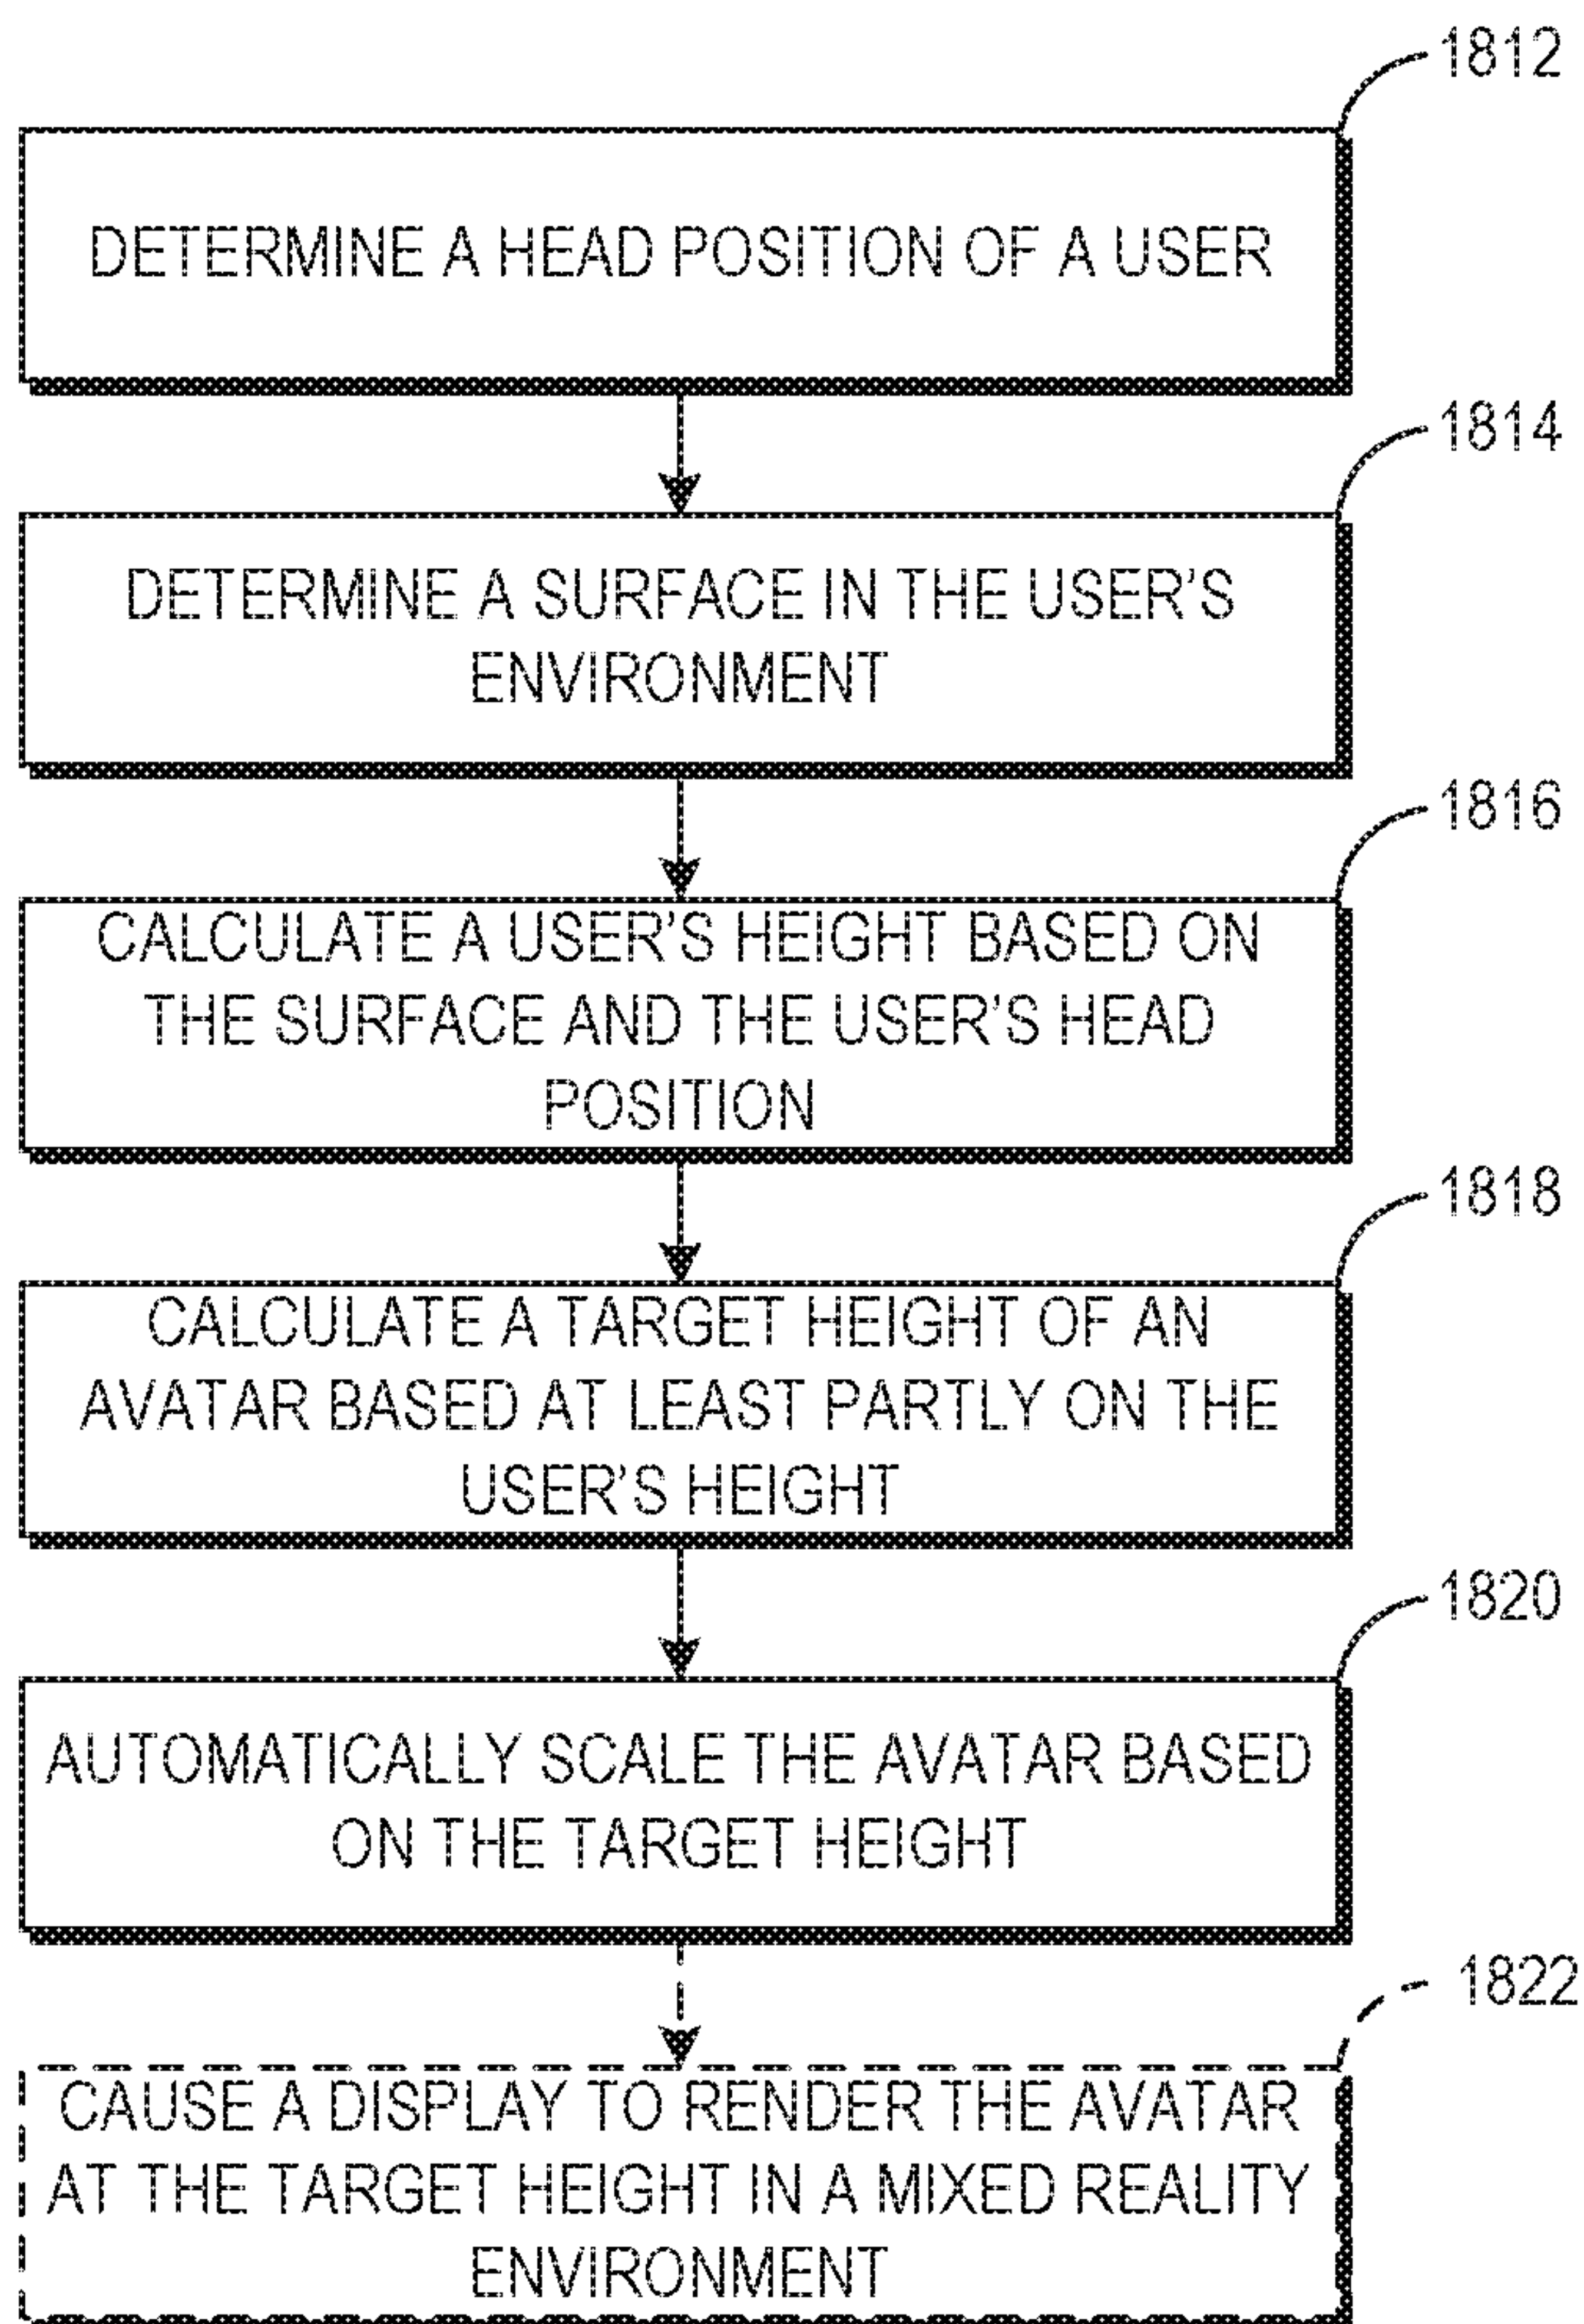 1812
DETERMINE A HEAD POSITION OF A USER
1814
DETERMINE A SURFACE IN THE USER'S
ENVIRONMENT
1816
CALCULATE A USER'S HEIGHT BASED ON
THE SURFACE AND THE USER'S HEAD
POSITION
1818
CALCULATE A TARGET HEIGHT OF AN
AVATAR BASED AT LEAST PARTLY ON THE
USER'S HEIGHT
1820
AUTOMATICALLY SCALE THE AVATAR BASED
ON THE TARGET HEIGHT
1822
CAUSE A DISPLAY TO RENDER THE AVATAR
AT THE TARGET HEIGHT IN A MIXED REALITY
ENVIRONMENT